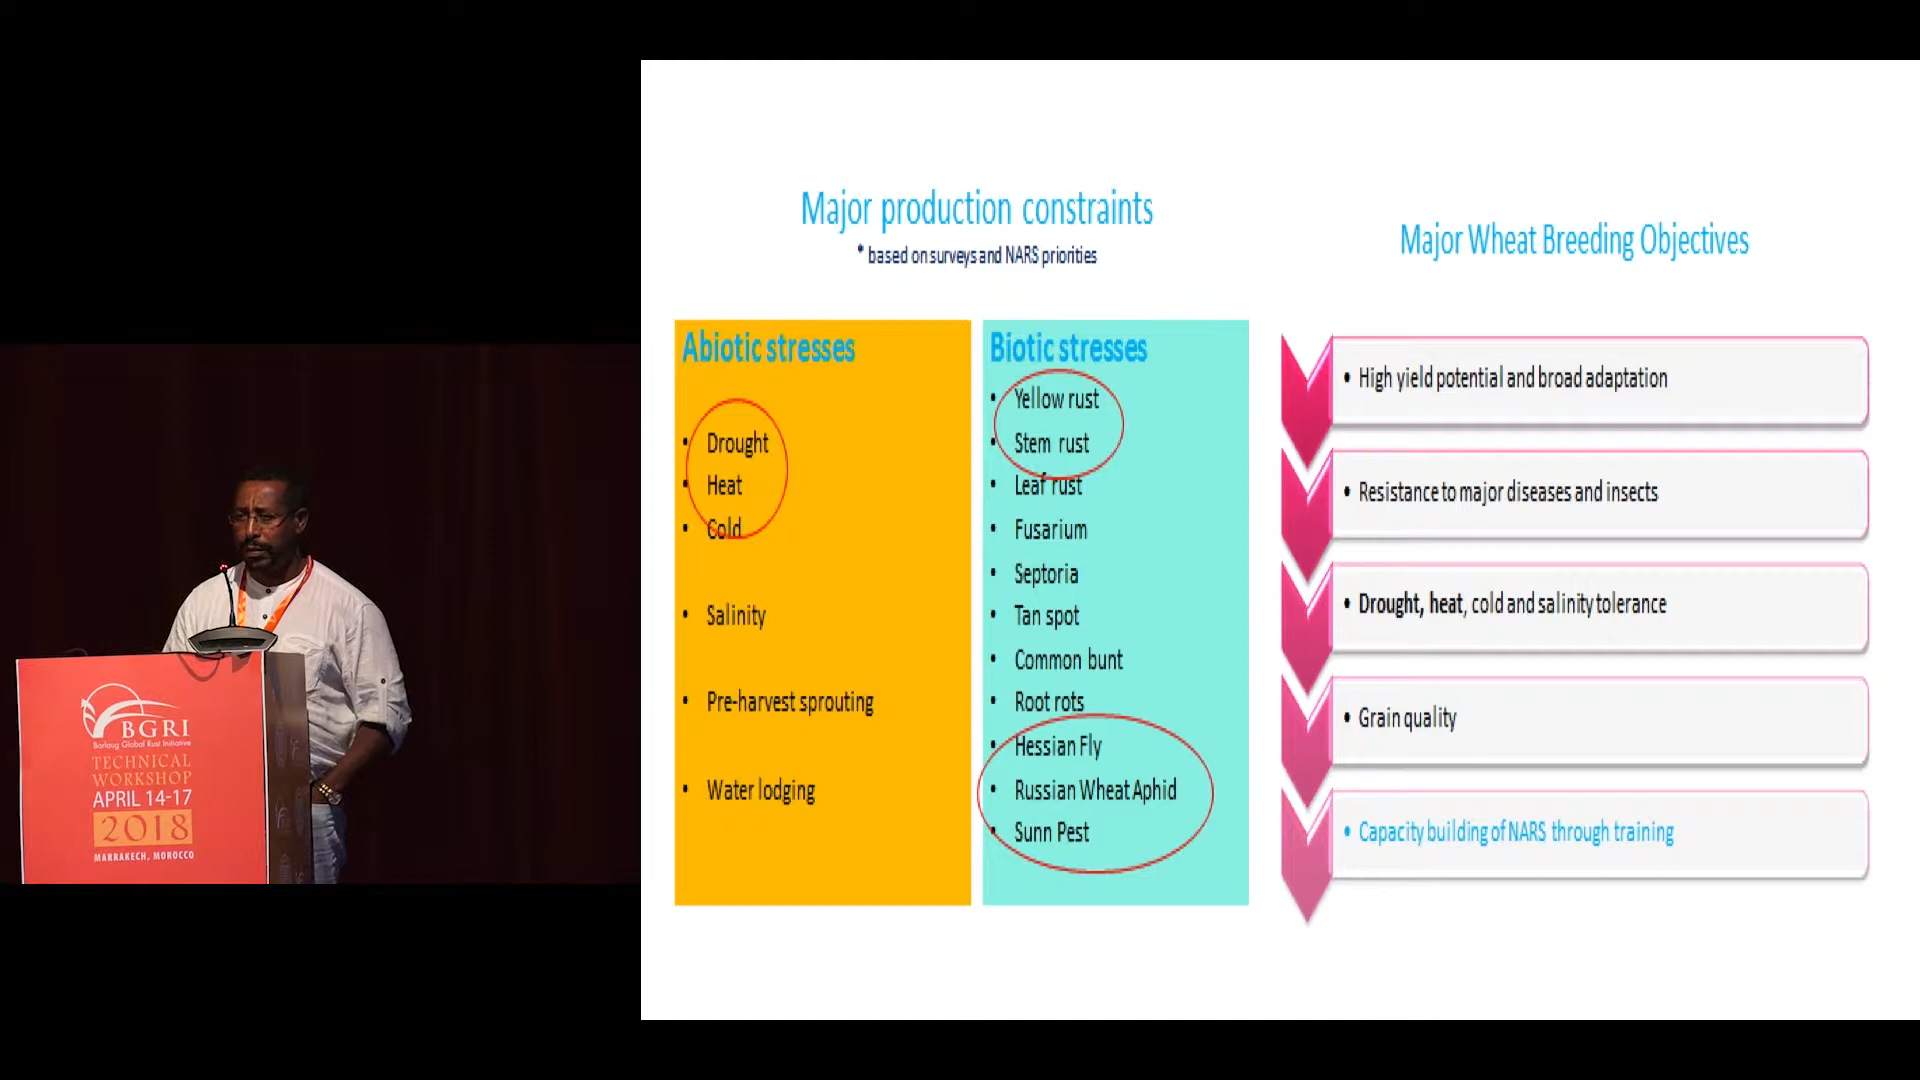 BGRI
Borlaug Global Rust Initiative
TECHNICAL
WORKSHOP
APRIL 14-17
2018
MARRAKECH, MOROCCO
Major production constraints
* based on surveys and NARS priorities
Abiotic stresses
• Drought
• Heat
• Cold
• Salinity
• Pre-harvest sprouting
• Water lodging
Biotic stresses
• Yellow rust
• Stem rust
• Leaf rust
• Fusarium
• Septoria
• Tan spot
• Common bunt
• Root rots
• Hessian Fly
• Russian Wheat Aphid
• Sunn Pest
Major Wheat Breeding Objectives
• High yield potential and broad adaptation
• Resistance to major diseases and insects
• Drought, heat, cold and salinity tolerance
• Grain quality
• Capacity building of NARS through training